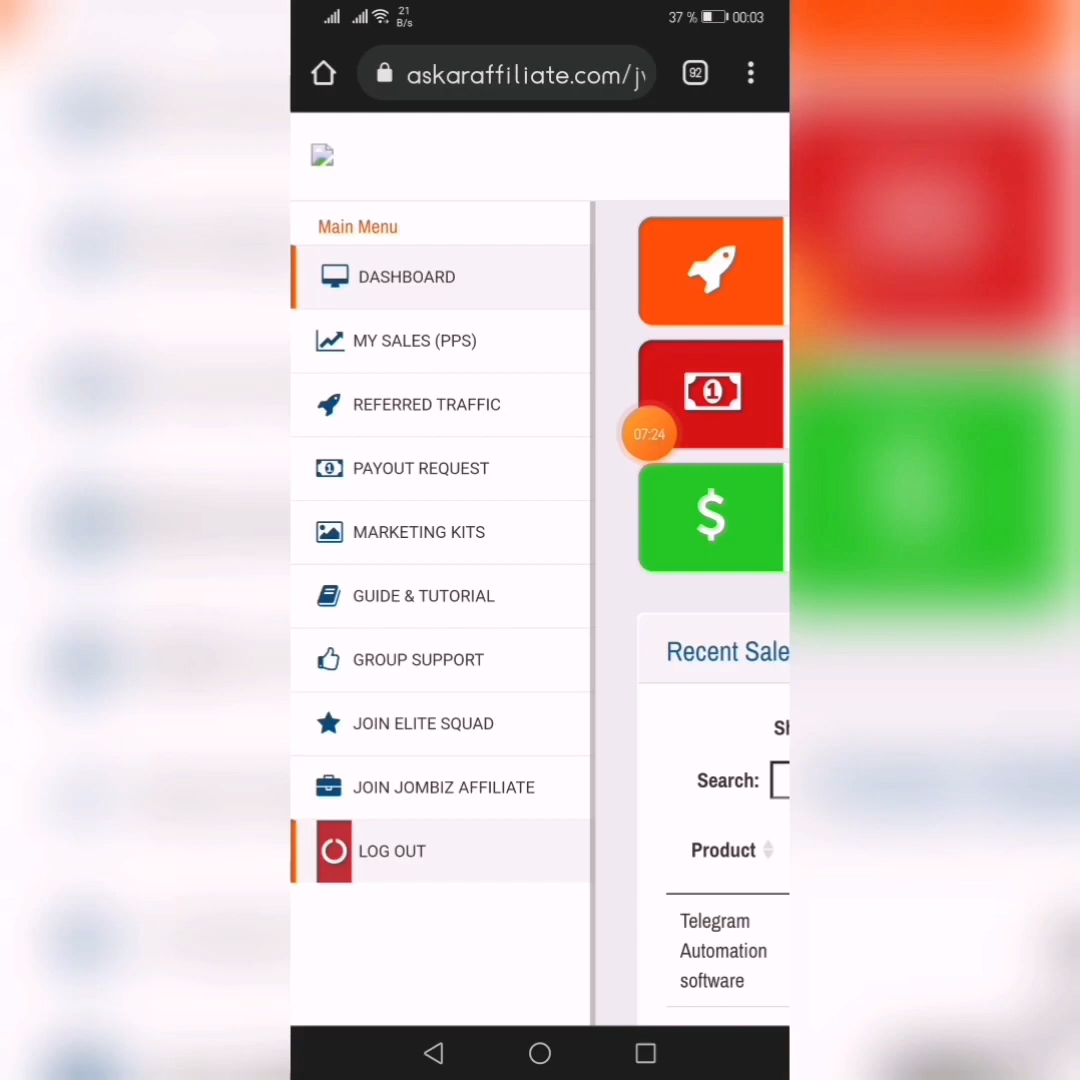 21
B/s
37 %
00:03
askaraffiliate.com/j
92
Main Menu
DASHBOARD
MY SALES (PPS)
REFERRED TRAFFIC
1
07:24
PAYOUT REQUEST
MARKETING KITS
GUIDE & TUTORIAL
GROUP SUPPORT
Recent Sale
JOIN ELITE SQUAD
Search:
JOIN JOMBIZ AFFILIATE
Product
LOG OUT
Telegram
Automation
software